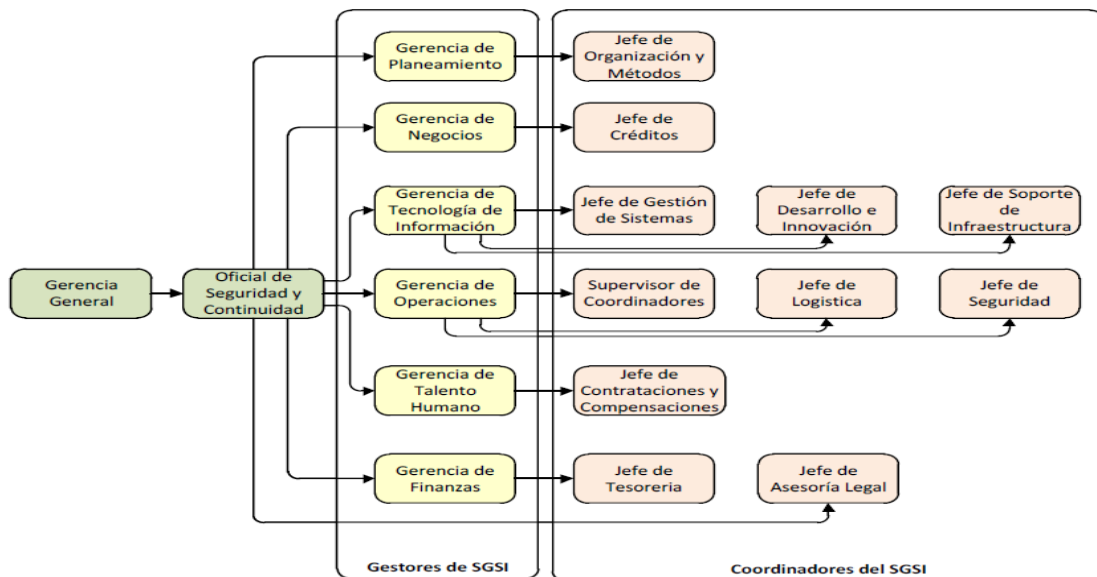 Gerencia de
Planeamiento
Jefe de
Organización y
Métodos
Gerencia de
Negocios
Jefe de
Créditos
Gerencia de
Tecnología de
Información
Jefe de Gestión
de Sistemas
Jefe de
Desarrollo e
Innovación
Jefe de Soporte
de
Infraestructura
Gerencia
General
Oficial de
Seguridad y
Continuidad
Gerencia de
Operaciones
Supervisor de
Coordinadores
Jefe de
Logistica
Jefe de
Seguridad
Gerencia de
Talento
Humano
Jefe de
Contrataciones y
Compensaciones
Gerencia de
Finanzas
Jefe de
Tesoreria
Jefe de
Asesoría Legal
Gestores de SGSI
Coordinadores del SGSI